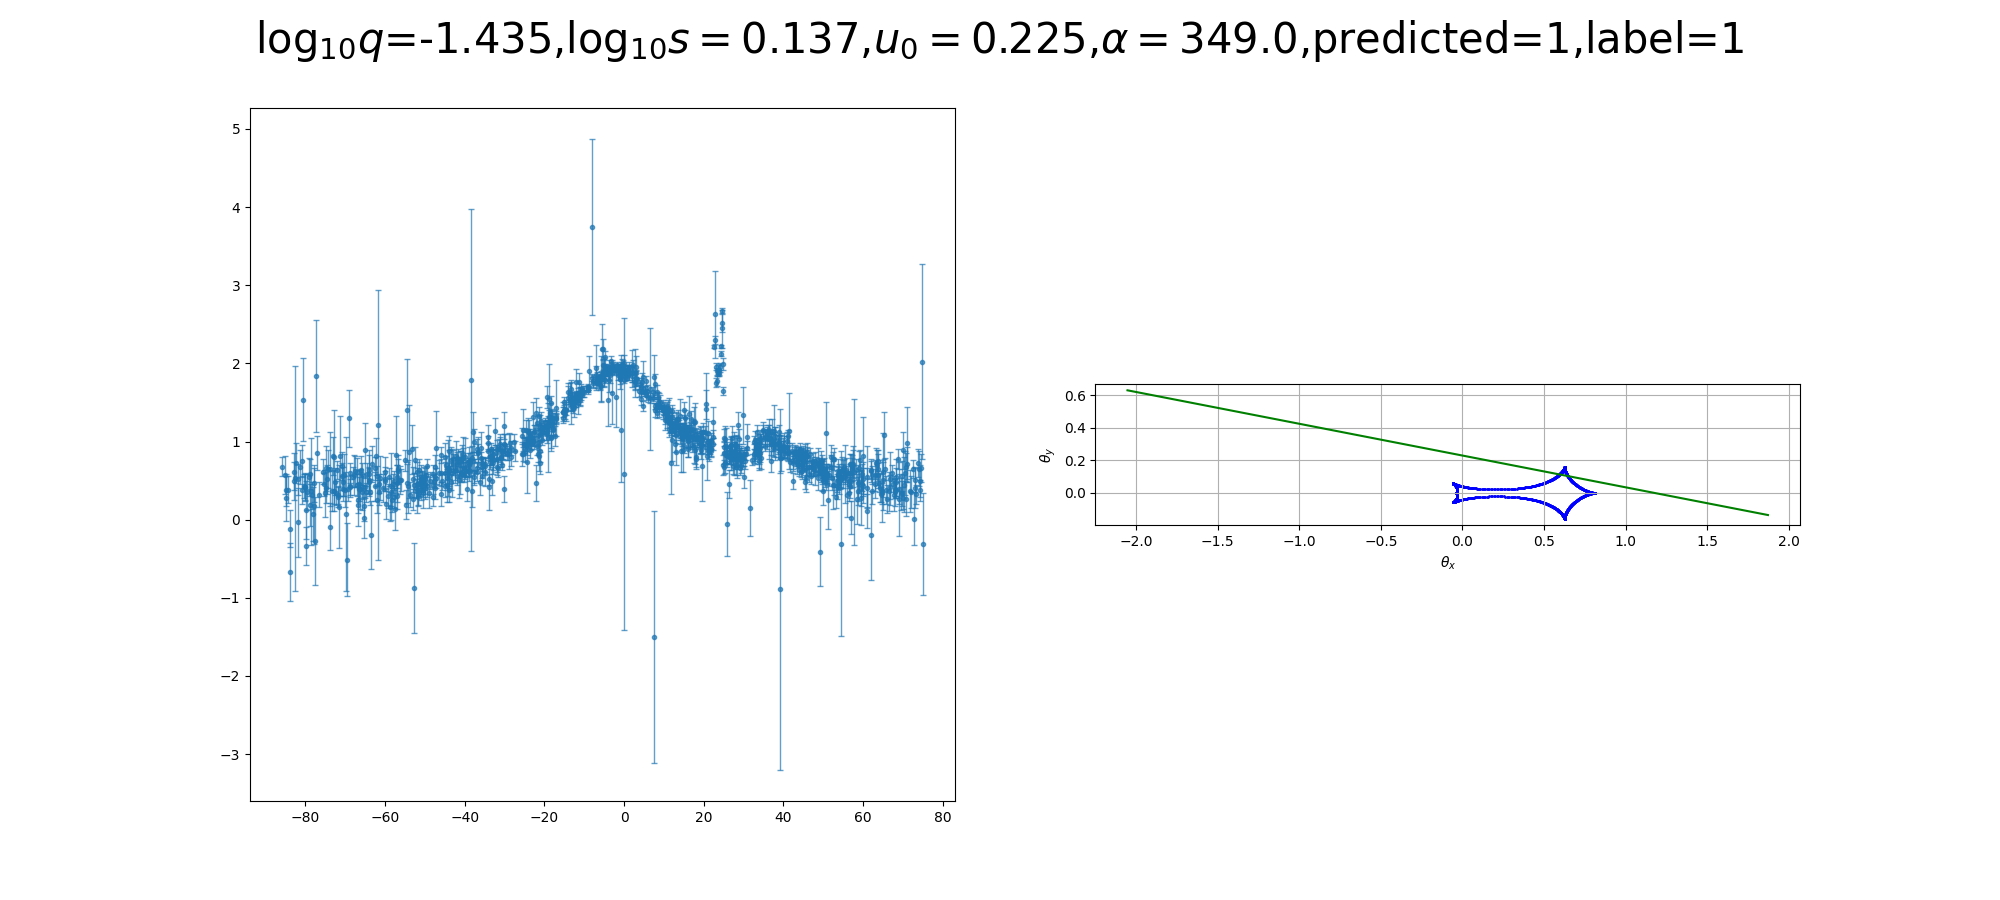 log₁₀q=-1.435,log₁₀s = 0.137,u₀ = 0.225,α = 349.0,predicted=1,label=1
5
4
3
2
1
0
−1
−2
−3
−80 −60 −40 −20 0 20 40 60 80
0.6
0.4
0.2
0.0
θy
−2.0 −1.5 −1.0 −0.5 0.0 0.5 1.0 1.5 2.0
θx